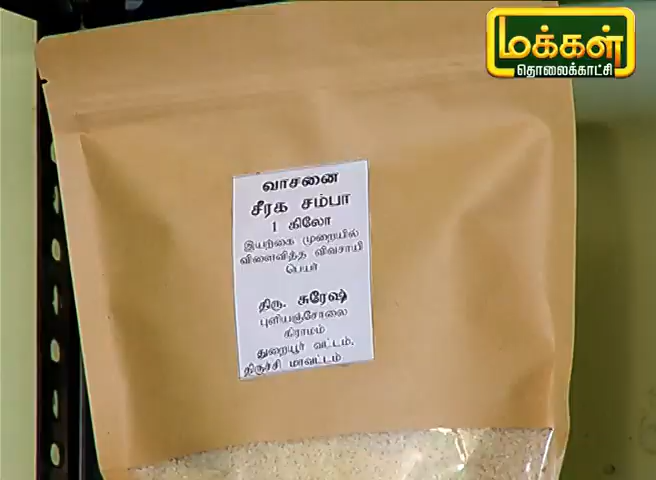 மக்கள்
தொலைக்காட்சி
வாசனை
சீரக சம்பா
1 கிலோ
இயற்கை முறையில்
விளைவித்த விவசாயி
பெயர்
திரு. சுரேஷ்
புளியஞ்சோலை
கிராமம்
துறையூர் வட்டம்.
திருச்சி மாவட்டம்